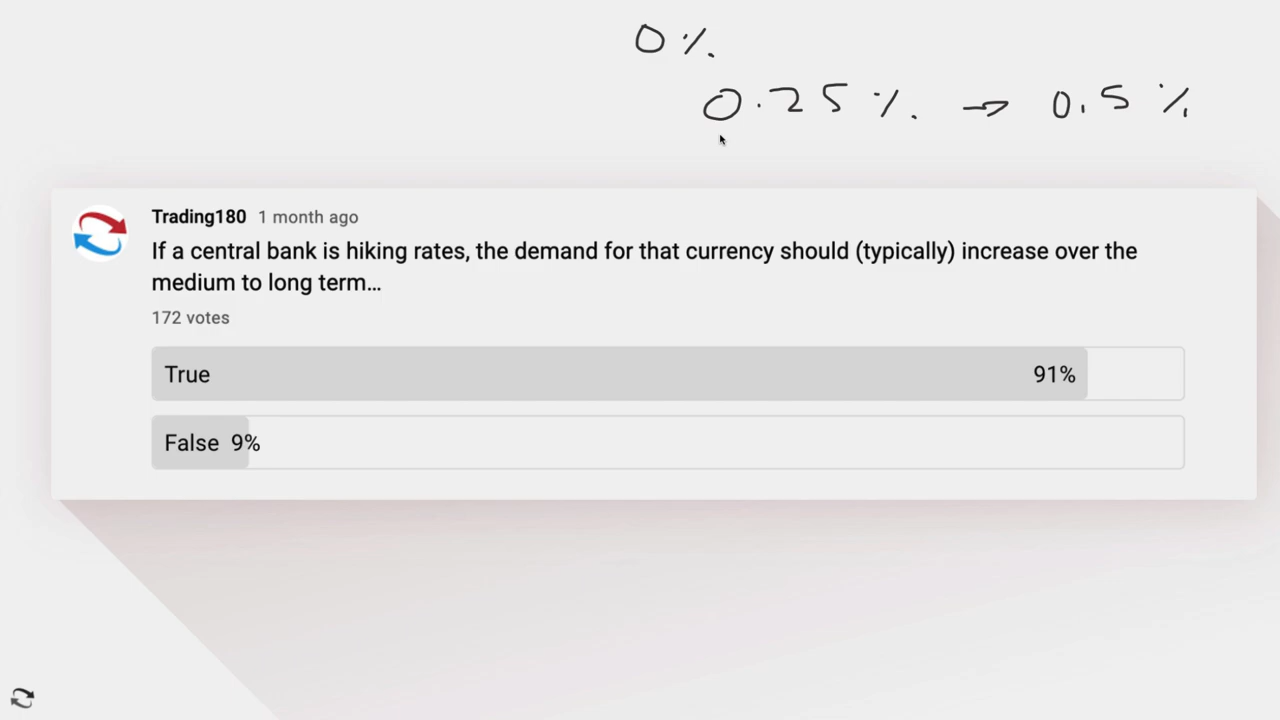 0%
0.25% → 0.5%
Trading180 1 month ago
If a central bank is hiking rates, the demand for that currency should (typically) increase over the
medium to long term...
172 votes
True 91%
False 9%